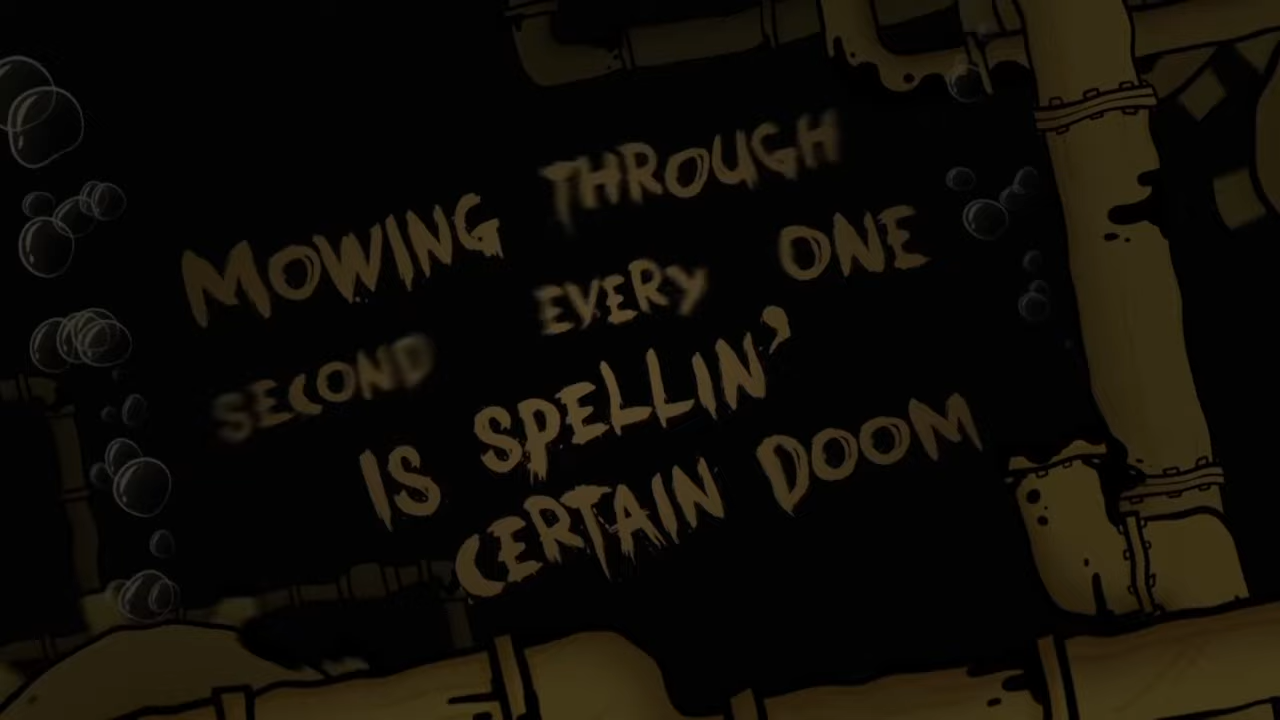 MOWING THROUGH
SECOND EVERY ONE
IS SPELLIN'
CERTAIN DOOM